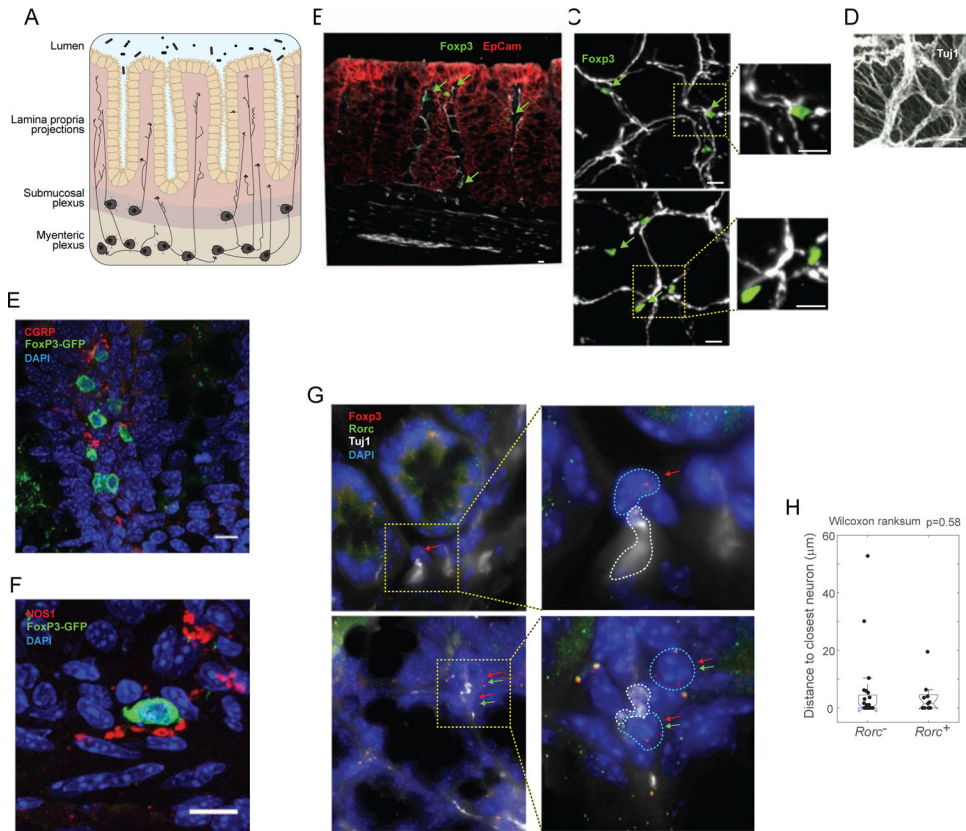 A
Lumen
Lamina propria
projections
Submucosal
plexus
Myenteric
plexus
B
Foxp3 EpCam
C
Foxp3
D
Tuj1
E
CGRP
FoxP3-GFP
DAPI
F
NOS1
FoxP3-GFP
DAPI
G
Foxp3
Rorc
Tuj1
DAPI
H
Wilcoxon ranksum p=0.58
Distance to closest neuron (μm)
60
40
20
0
Rorc⁻
Rorc⁺